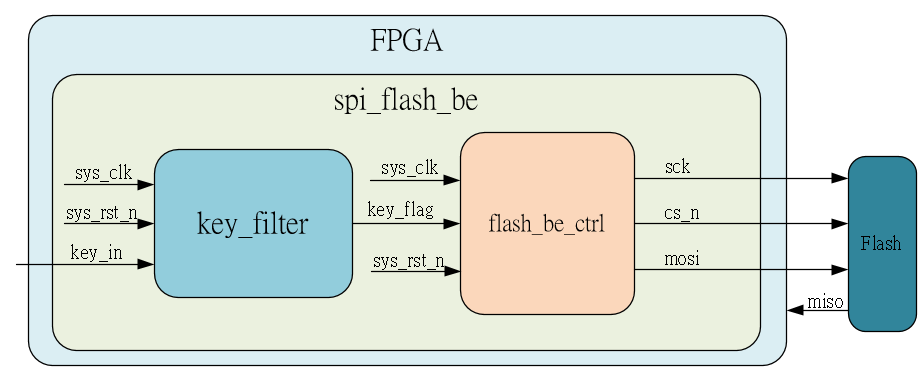 FPGA
spi_flash_be
sys_clk
sys_rst_n
key_in
key_filter
sys_clk
key_flag
sys_rst_n
flash_be_ctrl
sck
cs_n
mosi
miso
Flash